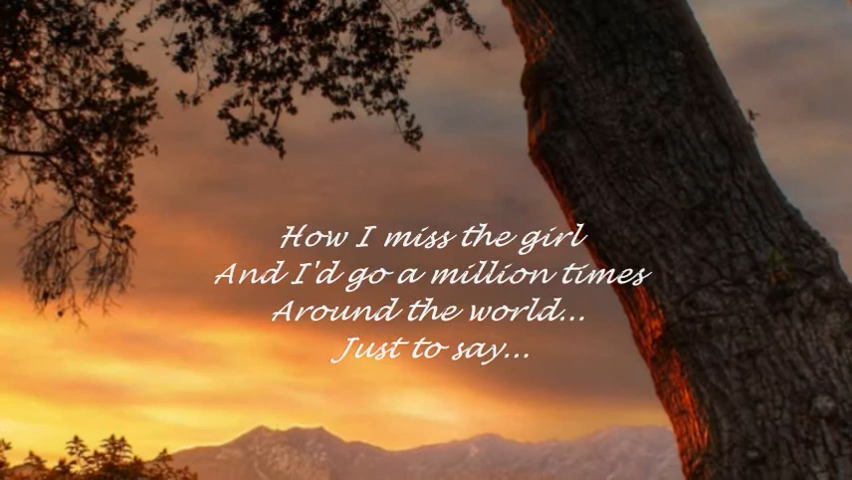 How I miss the girl
And I'd go a million times
Around the world...
Just to say...